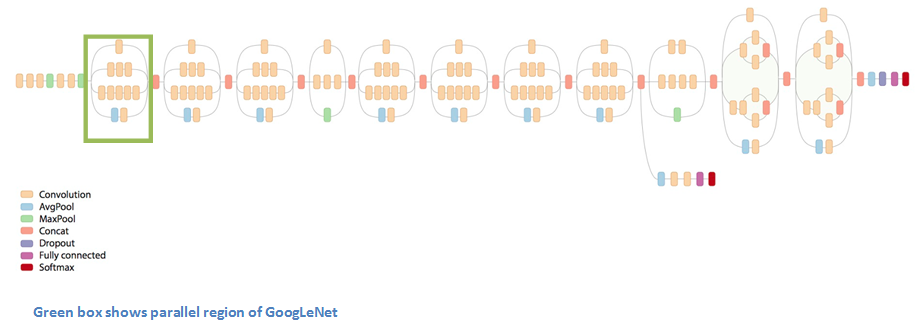 Convolution
AvgPool
MaxPool
Concat
Dropout
Fully connected
Softmax
Green box shows parallel region of GoogLeNet